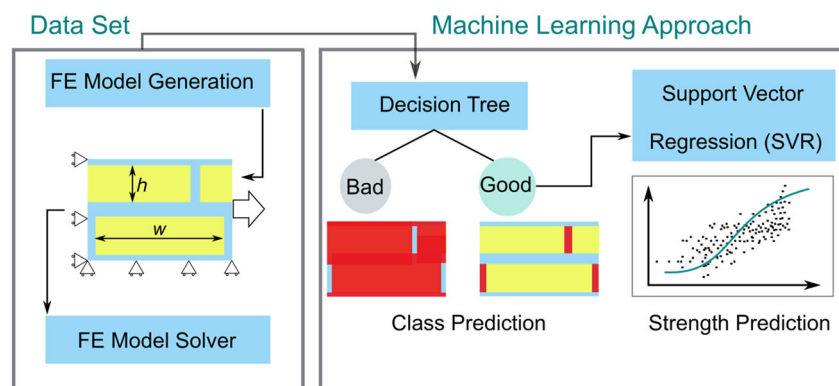 Data Set
Machine Learning Approach
FE Model Generation
h
w
FE Model Solver
Decision Tree
Bad
Good
Class Prediction
Support Vector
Regression (SVR)
Strength Prediction